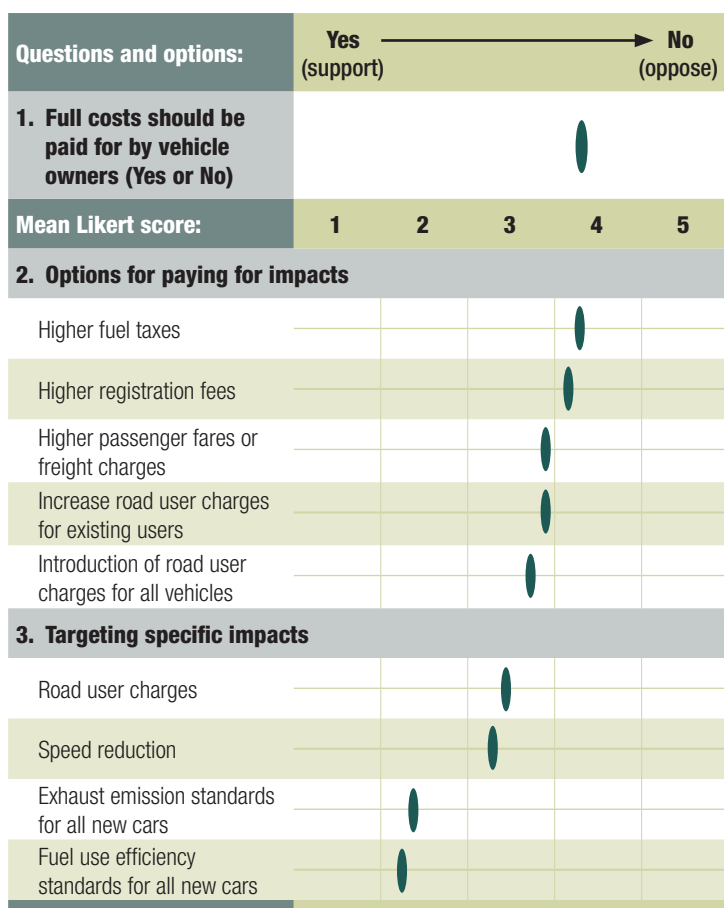 Questions and options:
Yes No
(support) (oppose)
1. Full costs should be
paid for by vehicle
owners (Yes or No)
Mean Likert score: 1 2 3 4 5
2. Options for paying for impacts
Higher fuel taxes
Higher registration fees
Higher passenger fares or
freight charges
Increase road user charges
for existing users
Introduction of road user
charges for all vehicles
3. Targeting specific impacts
Road user charges
Speed reduction
Exhaust emission standards
for all new cars
Fuel use efficiency
standards for all new cars